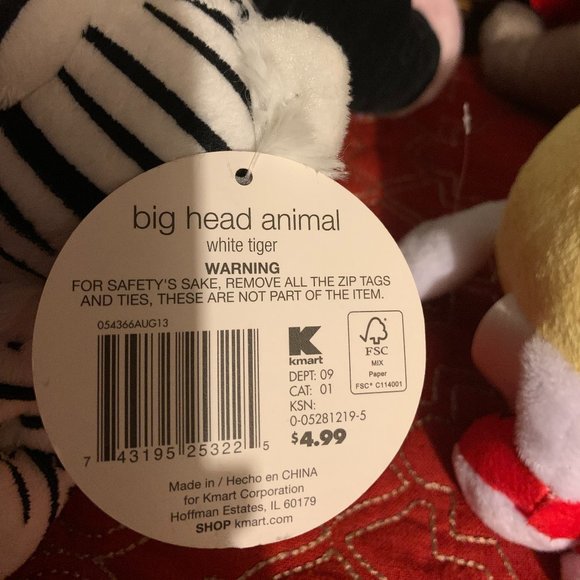 big head animal
white tiger
WARNING
FOR SAFETY'S SAKE, REMOVE ALL THE ZIP TAGS
AND TIES, THESE ARE NOT PART OF THE ITEM.
054366AUG13
7 43195 25322 5
K
kmart
DEPT: 09
CAT: 01
KSN:
0-05281219-5
$4.99
FSC
MIX
Paper
FSC® C114001
Made in / Hecho en CHINA
for Kmart Corporation
Hoffman Estates, IL 60179
SHOP kmart.com